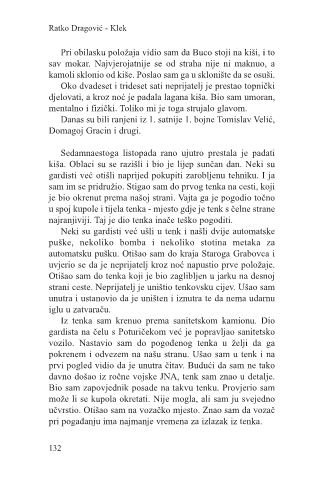 Ratko Dragović - Klek
Pri obilasku položaja vidio sam da Buco stoji na kiši, i to
sav mokar. Najvjerojatnije se od straha nije ni maknuo, a
kamoli sklonio od kiše. Poslao sam ga u sklonište da se osuši.
Oko dvadeset i trideset sati neprijatelj je prestao topnički
djelovati, a kroz noć je padala lagana kiša. Bio sam umoran,
mentalno i fizički. Toliko mi je toga strujalo glavom.
Danas su bili ranjeni iz 1. satnije 1. bojne Tomislav Velić,
Domagoj Gracin i drugi.
Sedamnaestoga listopada rano ujutro prestala je padati
kiša. Oblaci su se razišli i bio je lijep sunčan dan. Neki su
gardisti već otišli naprijed pokupiti zarobljenu tehniku. I ja
sam im se pridružio. Stigao sam do prvog tenka na cesti, koji
je bio okrenut prema našoj strani. Vajta ga je pogodio točno
u spoj kupole i tijela tenka - mjesto gdje je tenk s čelne strane
najranjiviji. Taj je dio tenka inače teško pogoditi.
Neki su gardisti već ušli u tenk i našli dvije automatske
puške, nekoliko bomba i nekoliko stotina metaka za
automatsku pušku. Otišao sam do kraja Staroga Grabovca i
uvjerio se da je neprijatelj kroz noć napustio prve položaje.
Otišao sam do tenka koji je bio zaglibljen u jarku na desnoj
strani ceste. Neprijatelj je uništio tenkovsku cijev. Ušao sam
unutra i ustanovio da je uništen i iznutra te da nema udarnu
iglu u zatvaraču.
Iz tenka sam krenuo prema sanitetskom kamionu. Dio
gardista na čelu s Poturičekom već je popravljao sanitetsko
vozilo. Nastavio sam do pogođenog tenka u želji da ga
pokrenem i odvezem na našu stranu. Ušao sam u tenk i na
prvi pogled vidio da je unutra čitav. Budući da sam ne tako
davno došao iz ročne vojske JNA, tenk sam znao u detalje.
Bio sam zapovjednik posade na takvu tenku. Provjerio sam
može li se kupola okretati. Nije mogla, ali sam ju svejedno
učvrstio. Otišao sam na vozačko mjesto. Znao sam da vozač
pri pogađanju ima najmanje vremena za izlazak iz tenka.
132